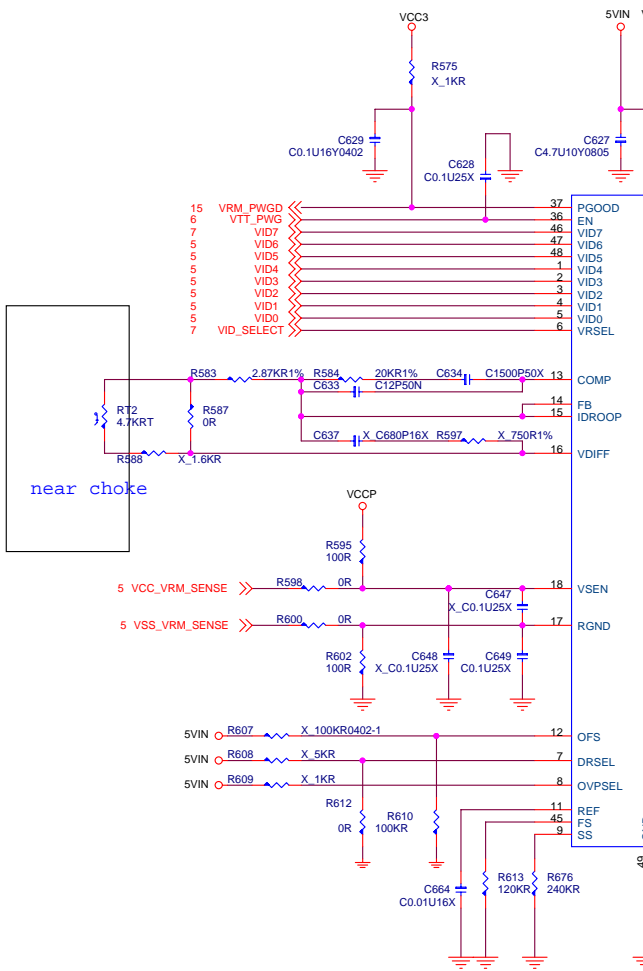 VCC3
5VIN
R575
X_1KR
C629
C0.1U16Y0402
C628
C0.1U25X
C627
C4.7U10Y0805
15 VRM_PWGD 37 PGOOD
6 VTT_PWG 36 EN
7 VID7 46 VID7
5 VID6 47 VID6
5 VID5 48 VID5
5 VID4 1 VID4
5 VID3 2 VID3
5 VID2 3 VID2
5 VID1 4 VID1
5 VID0 5 VID0
7 VID_SELECT 6 VRSEL
R583 2.87KR1% R584 20KR1% C634 C1500P50X 13 COMP
C633 C12P50N
RT2
4.7KRT
R587
0R
14 FB
15 IDROOP
C637 X_C680P16X R597 X_750R1%
R588 X_1.6KR
16 VDIFF
near choke
VCCP
R595
100R
5 VCC_VRM_SENSE R598 0R 18 VSEN
C647
X_C0.1U25X
5 VSS_VRM_SENSE R600 0R 17 RGND
R602
100R
C648
X_C0.1U25X
C649
C0.1U25X
5VIN R607 X_100KR0402-1 12 OFS
5VIN R608 X_5KR 7 DRSEL
5VIN R609 X_1KR 8 OVPSEL
R612
0R
R610
100KR
11 REF
45 FS
9 SS
C664
C0.01U16X
R613
120KR
R676
240KR
49